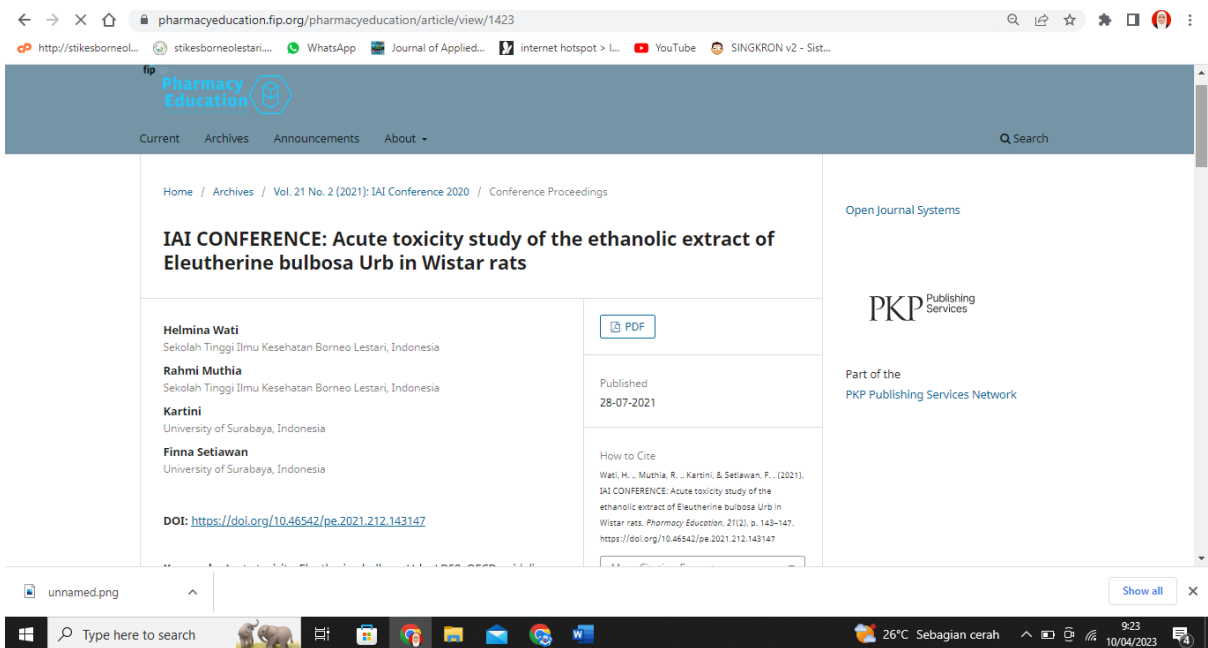 pharmacyeducation.fip.org/pharmacyeducation/article/view/1423
http://stikesborneol... stikesborneolestari.... WhatsApp Journal of Applied... internet hotspot > I... YouTube SINGKRON v2 - Sist...
fip
Pharmacy
Education
Current Archives Announcements About
Search
Home / Archives / Vol. 21 No. 2 (2021): IAI Conference 2020 / Conference Proceedings
IAI CONFERENCE: Acute toxicity study of the ethanolic extract of
Eleutherine bulbosa Urb in Wistar rats
Helmina Wati
Sekolah Tinggi Ilmu Kesehatan Borneo Lestari, Indonesia
Rahmi Muthia
Sekolah Tinggi Ilmu Kesehatan Borneo Lestari, Indonesia
Kartini
University of Surabaya, Indonesia
Finna Setiawan
University of Surabaya, Indonesia
DOI: https://doi.org/10.46542/pe.2021.212.143147
PDF
Published
28-07-2021
How to Cite
Wati, H. ., Muthia, R. ., Kartini, & Setiawan, F. . (2021).
IAI CONFERENCE: Acute toxicity study of the
ethanolic extract of Eleutherine bulbosa Urb in
Wistar rats. Pharmacy Education, 21(2), p. 143–147.
https://doi.org/10.46542/pe.2021.212.143147
Open Journal Systems
PKP Publishing
Services
Part of the
PKP Publishing Services Network
unnamed.png
Show all
Type here to search
26°C Sebagian cerah
9:23
10/04/2023
4